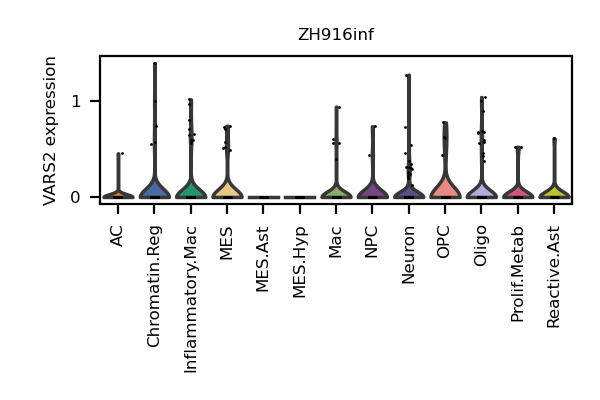 ZH916inf
VARS2 expression
1
0
AC
Chromatin.Reg
Inflammatory.Mac
MES
MES.Ast
MES.Hyp
Mac
NPC
Neuron
OPC
Oligo
Prolif.Metab
Reactive.Ast